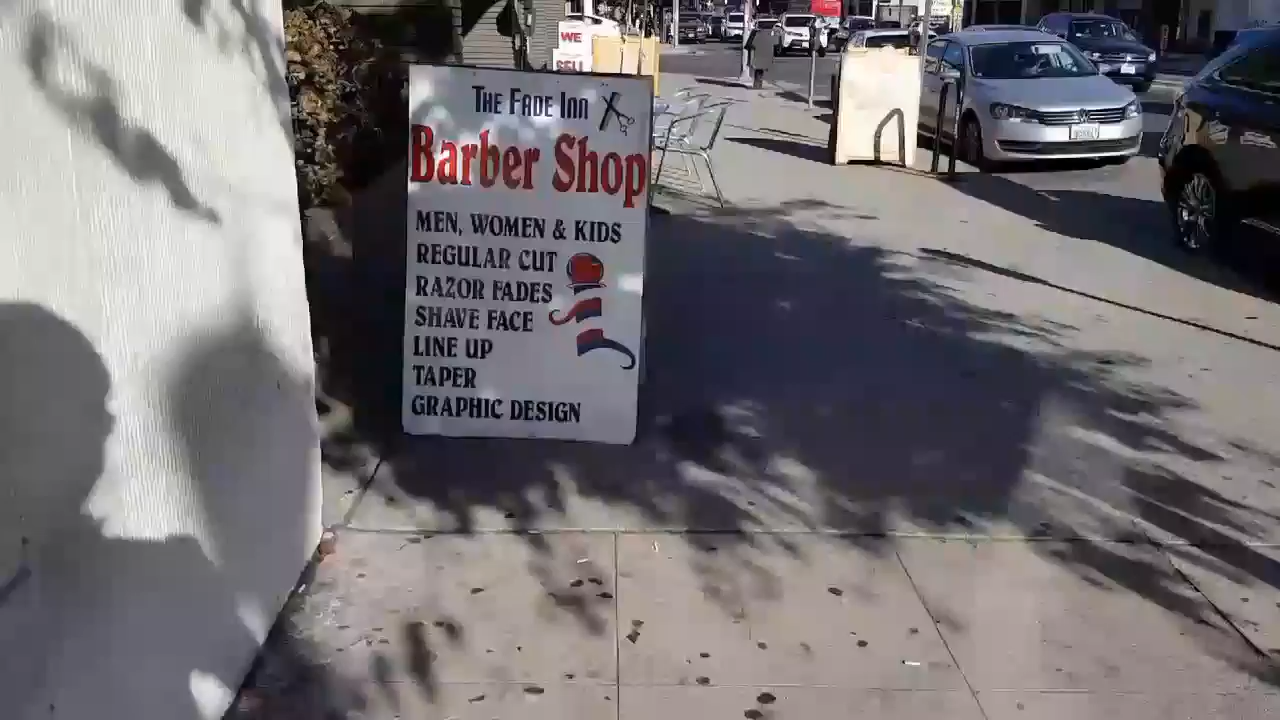 WE
SELL
The Fade Inn
Barber Shop
MEN, WOMEN & KIDS
REGULAR CUT
RAZOR FADES
SHAVE FACE
LINE UP
TAPER
GRAPHIC DESIGN